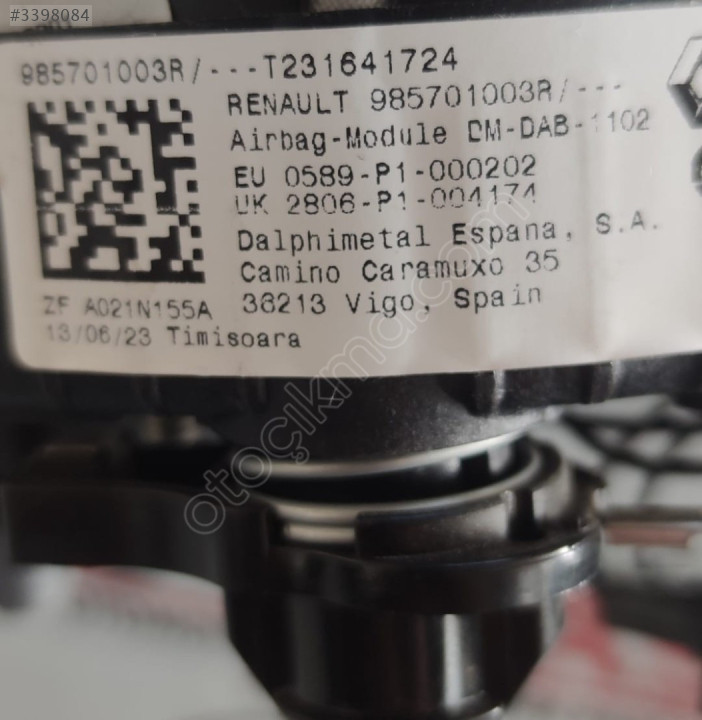 #3398084
985701003R/---T231641724
RENAULT 985701003R/---
Airbag-Module DM-DAB-1102
EU 0589-P1-000202
UK 2806-P1-004174
Dalphimetal Espana, S.A.
Camino Caramuxo 35
36213 Vigo, Spain
ZF A021N155A
13/06/23 Timisoara
otoçıkma.com